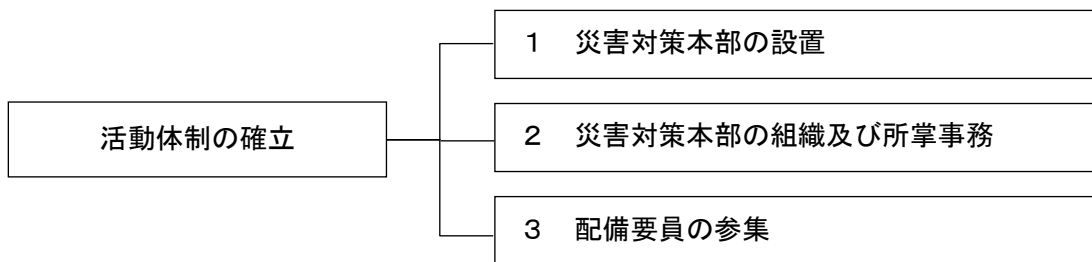 活動体制の確立
１　災害対策本部の設置
２　災害対策本部の組織及び所掌事務
３　配備要員の参集